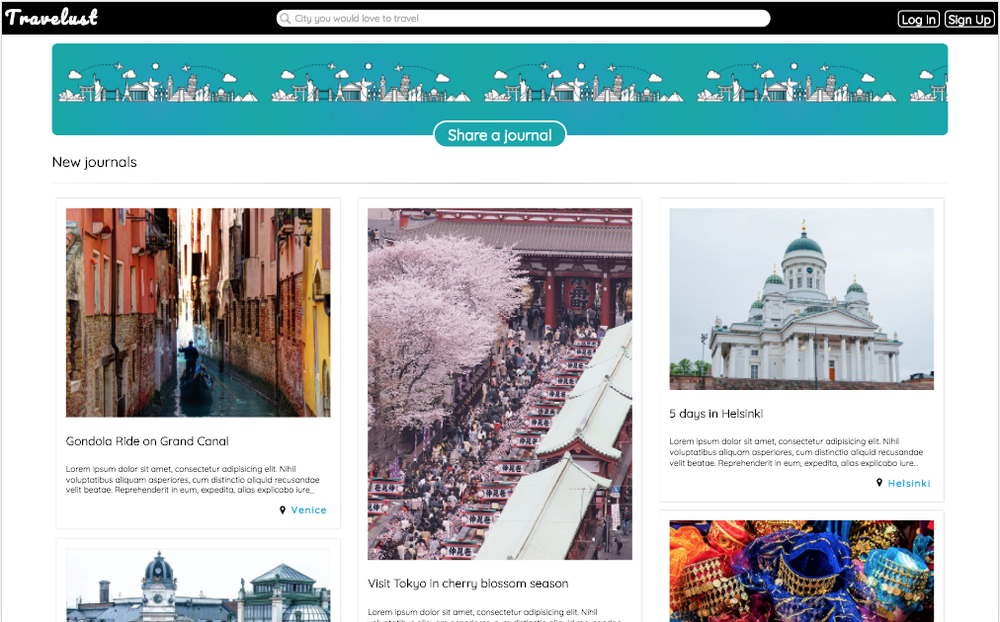 Travelust
City you would love to travel
Log In
Sign Up
Share a journal
New journals
Gondola Ride on Grand Canal
Lorem ipsum dolor sit amet, consectetur adipisicing elit. Nihil
voluptatibus aliquam asperiores, cum distinctio aliquid recusandae
velit beatae. Reprehenderit in eum, expedita, alias explicabo iure...
Venice
Visit Tokyo in cherry blossom season
Lorem ipsum dolor sit amet, consectetur adipisicing elit. Nihil
5 days in Helsinki
Lorem ipsum dolor sit amet, consectetur adipisicing elit. Nihil
voluptatibus aliquam asperiores, cum distinctio aliquid recusandae
velit beatae. Reprehenderit in eum, expedita, alias explicabo iure...
Helsinki